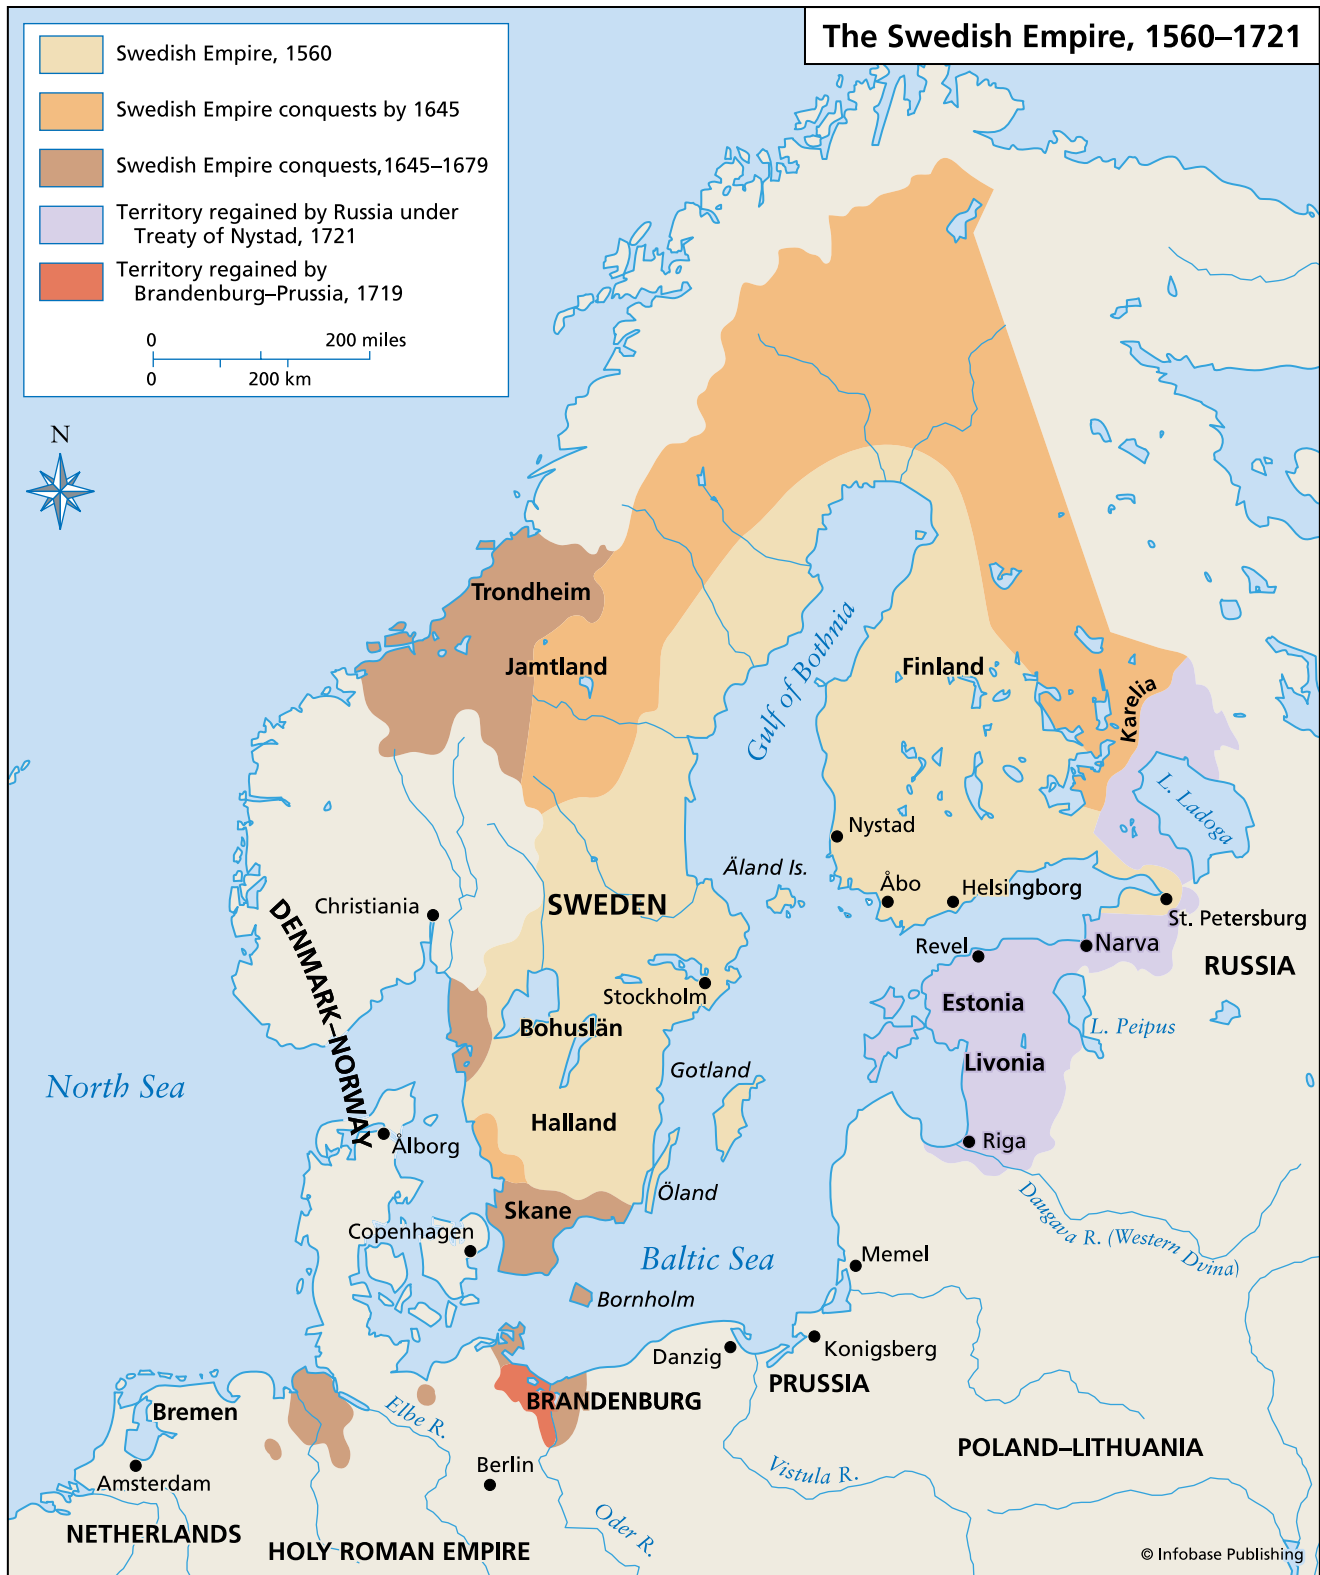 The Swedish Empire, 1560–1721
Swedish Empire, 1560
Swedish Empire conquests by 1645
Swedish Empire conquests,1645–1679
Territory regained by Russia under
Treaty of Nystad, 1721
Territory regained by
Brandenburg–Prussia, 1719
0 200 miles
0 200 km
N
Trondheim
Jamtland
Gulf of Bothnia
Finland
Karelia
L. Ladoga
Nystad
Äland Is.
Åbo
Helsingborg
SWEDEN
Christiania
St. Petersburg
DENMARK–NORWAY
Revel
Narva
RUSSIA
Stockholm
Estonia
Bohuslän
L. Peipus
Livonia
Gotland
North Sea
Halland
Ålborg
Riga
Öland
Skane
Daugava R. (Western Dvina)
Copenhagen
Baltic Sea
Memel
Bornholm
Konigsberg
Danzig
PRUSSIA
BRANDENBURG
Bremen
Elbe R.
POLAND–LITHUANIA
Berlin
Vistula R.
Amsterdam
Oder R.
NETHERLANDS
HOLY ROMAN EMPIRE
© Infobase Publishing